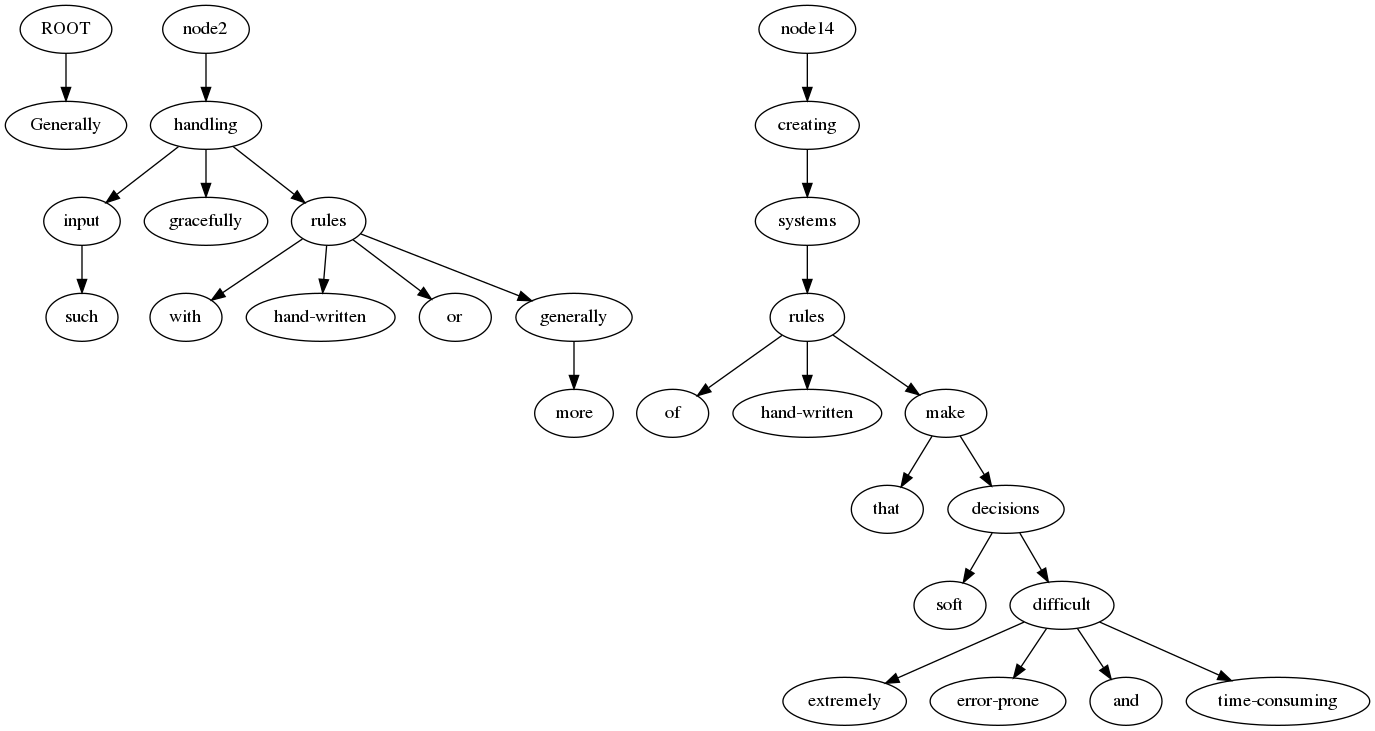 ROOT node2 node14
Generally handling creating
input gracefully rules systems
such with hand-written or generally rules
more of hand-written make
that decisions
soft difficult
extremely error-prone and time-consuming